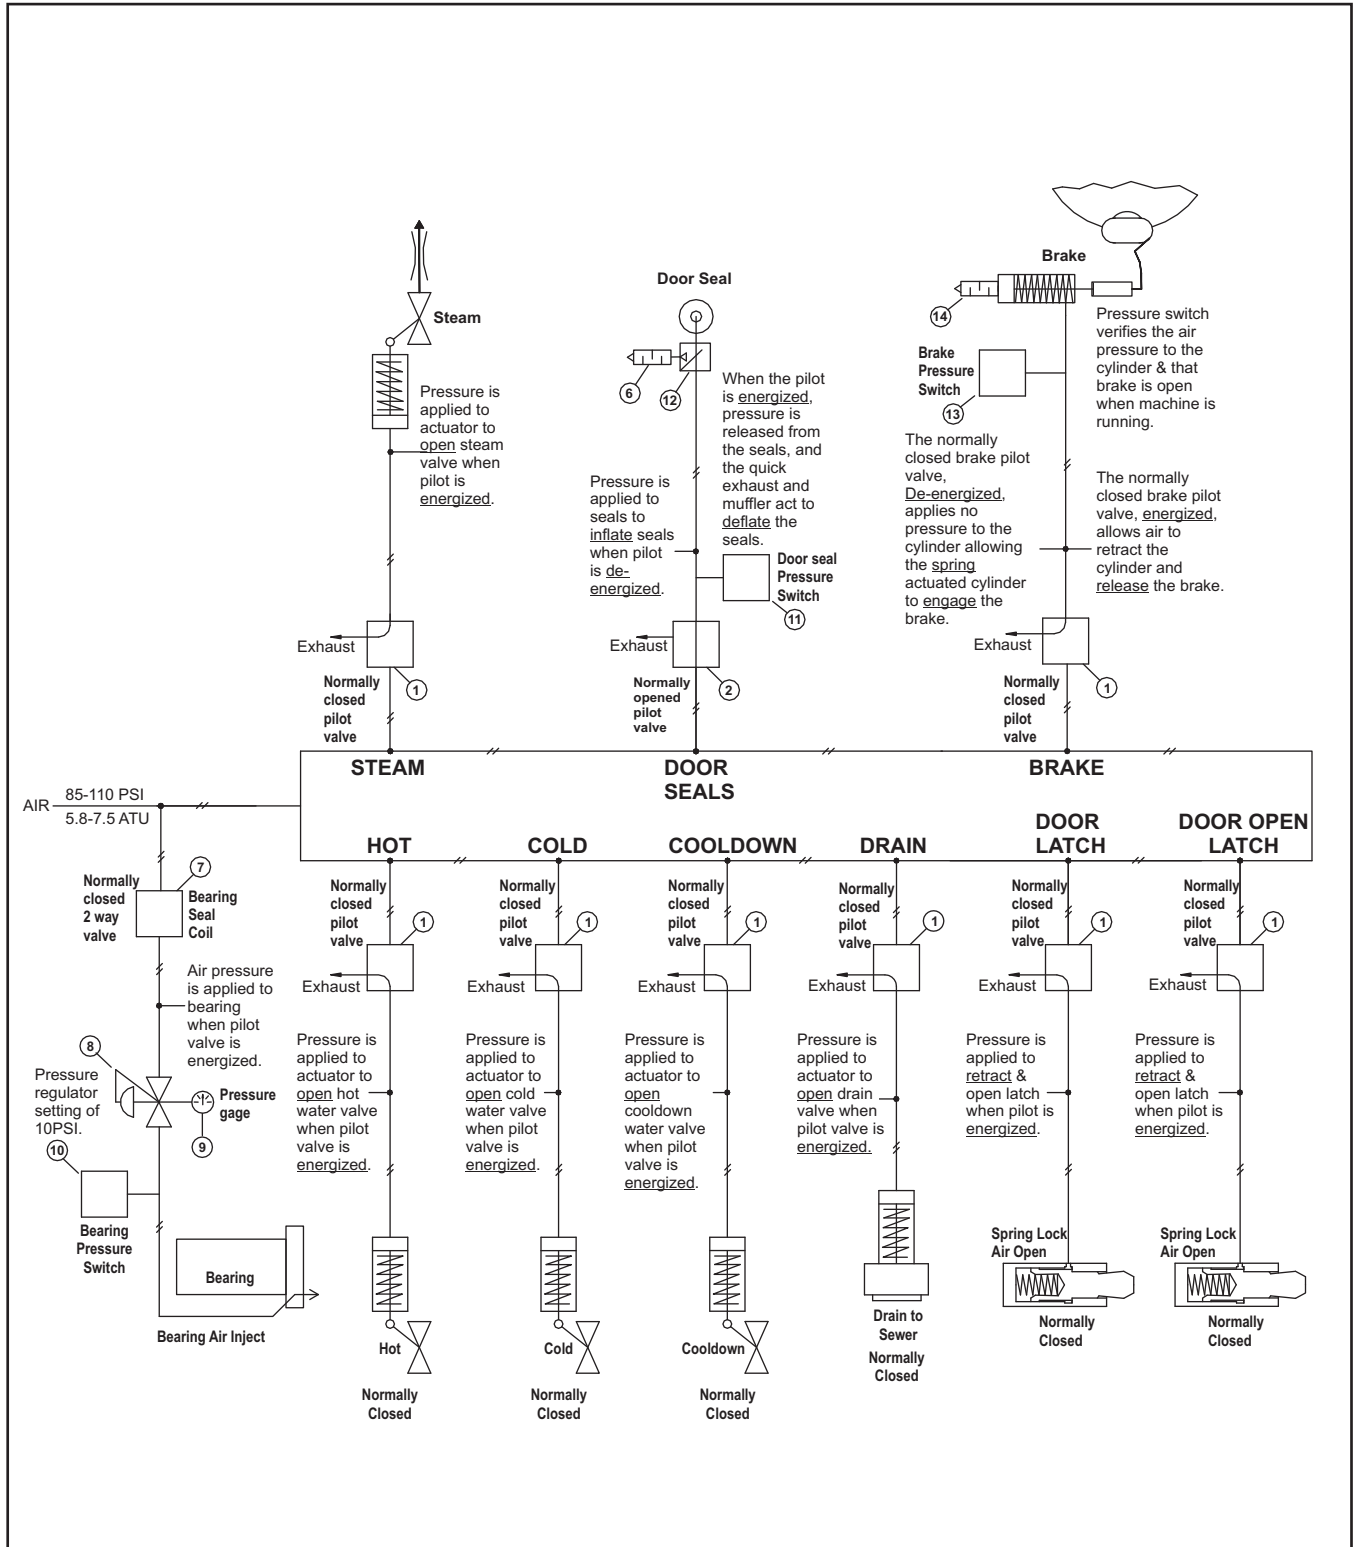 Steam
Pressure is
applied to
actuator to
open steam
valve when
pilot is
energized.
Exhaust
Normally
closed
pilot
valve
1
Door Seal
6
12
When the pilot
is energized,
pressure is
released from
the seals, and
the quick
exhaust and
muffler act to
deflate the
seals.
Pressure is
applied to
seals to
inflate seals
when pilot
is de-
energized.
Door seal
Pressure
Switch
11
Exhaust
Normally
opened
pilot
valve
2
Brake
14
Brake
Pressure
Switch
13
Pressure switch
verifies the air
pressure to the
cylinder & that
brake is open
when machine is
running.
The normally
closed brake pilot
valve,
De-energized,
applies no
pressure to the
cylinder allowing
the spring
actuated cylinder
to engage the
brake.
The normally
closed brake pilot
valve, energized,
allows air to
retract the
cylinder and
release the brake.
Exhaust
Normally
closed
pilot
valve
1
STEAM
DOOR
SEALS
BRAKE
AIR
85-110 PSI
5.8-7.5 ATU
HOT
COLD
COOLDOWN
DRAIN
DOOR
LATCH
DOOR OPEN
LATCH
7
Normally
closed
2 way
valve
Bearing
Seal
Coil
Air pressure
is applied to
bearing
when pilot
valve is
energized.
8
Pressure
regulator
setting of
10PSI.
Pressure
gage
9
10
Bearing
Pressure
Switch
Bearing
Bearing Air Inject
Normally
closed
pilot
valve
1
Exhaust
Pressure is
applied to
actuator to
open hot
water valve
when pilot
valve is
energized.
Hot
Normally
Closed
Normally
closed
pilot
valve
1
Exhaust
Pressure is
applied to
actuator to
open cold
water valve
when pilot
valve is
energized.
Cold
Normally
Closed
Normally
closed
pilot
valve
1
Exhaust
Pressure is
applied to
actuator to
open
cooldown
water valve
when pilot
valve is
energized.
Cooldown
Normally
Closed
Normally
closed
pilot
valve
1
Exhaust
Pressure is
applied to
actuator to
open drain
valve when
pilot valve is
energized.
Drain to
Sewer
Normally
Closed
Normally
closed
pilot
valve
1
Exhaust
Pressure is
applied to
retract &
open latch
when pilot is
energized.
Spring Lock
Air Open
Normally
Closed
Normally
closed
pilot
valve
1
Exhaust
Pressure is
applied to
retract &
open latch
when pilot is
energized.
Spring Lock
Air Open
Normally
Closed